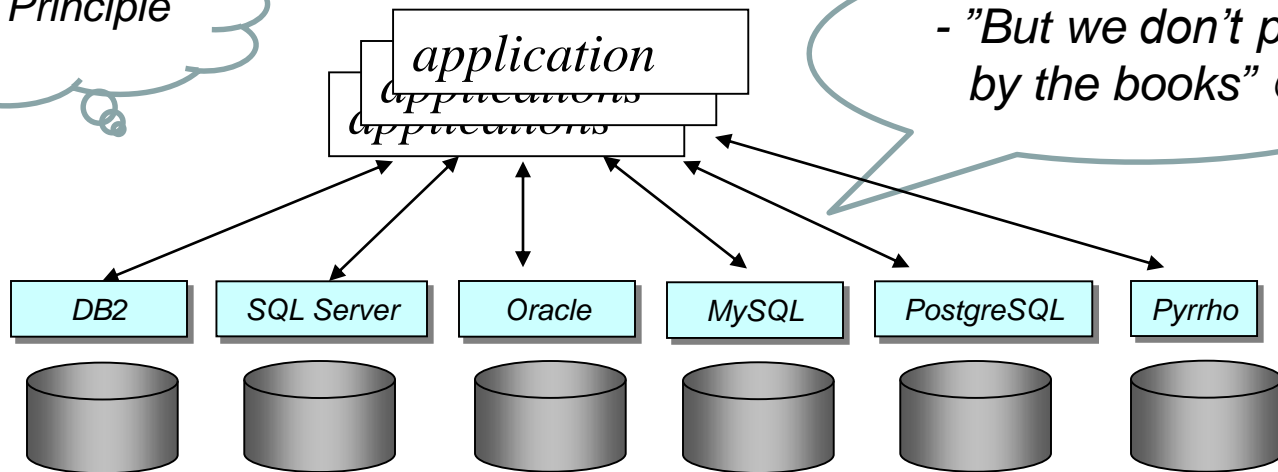 Principle
- ”But we don’t p
by the books”
application
applications
applications
DB2
SQL Server
Oracle
MySQL
PostgreSQL
Pyrrho